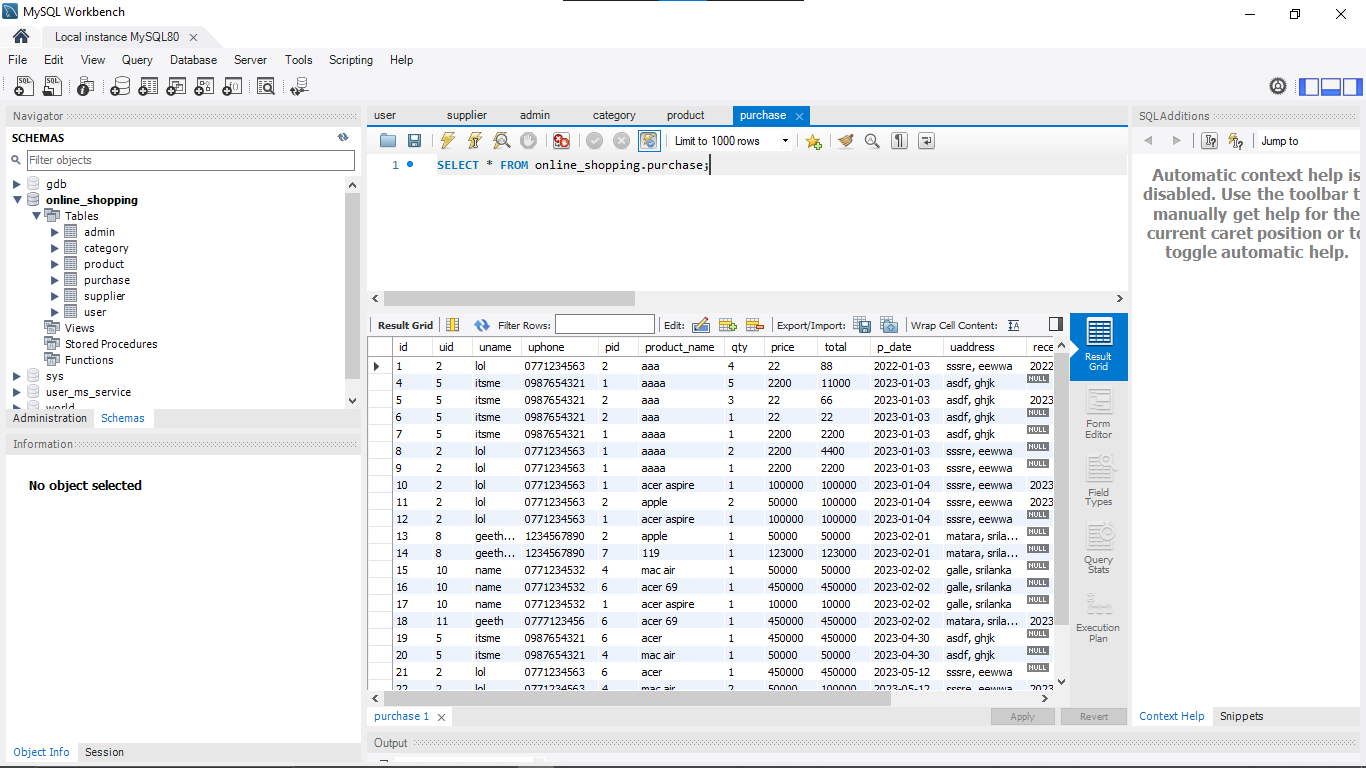 MySQL Workbench
Local instance MySQL80
File Edit View Query Database Server Tools Scripting Help
Navigator
SCHEMAS
Filter objects
gdb
online_shopping
Tables
admin
category
product
purchase
supplier
user
Views
Stored Procedures
Functions
sys
user_ms_service
world
Administration Schemas
Information
No object selected
Object Info Session
user supplier admin category product purchase
Limit to 1000 rows
1 SELECT * FROM online_shopping.purchase;
Result Grid Filter Rows: Edit: Export/Import: Wrap Cell Content:
id uid uname uphone pid product_name qty price total p_date uaddress rece
1 2 lol 0771234563 2 aaa 4 22 88 2022-01-03 sssre, eewwa 2022
4 5 itsme 0987654321 1 aaaa 5 2200 11000 2023-01-03 asdf, ghjk NULL
5 5 itsme 0987654321 2 aaa 3 22 66 2023-01-03 asdf, ghjk 2023
6 5 itsme 0987654321 2 aaa 1 22 22 2023-01-03 asdf, ghjk NULL
7 5 itsme 0987654321 1 aaaa 1 2200 2200 2023-01-03 asdf, ghjk NULL
8 2 lol 0771234563 1 aaaa 2 2200 4400 2023-01-03 sssre, eewwa NULL
9 2 lol 0771234563 1 aaaa 1 2200 2200 2023-01-03 sssre, eewwa NULL
10 2 lol 0771234563 1 acer aspire 1 100000 100000 2023-01-04 sssre, eewwa 2023
11 2 lol 0771234563 2 apple 2 50000 100000 2023-01-04 sssre, eewwa 2023
12 2 lol 0771234563 1 acer aspire 1 100000 100000 2023-01-04 sssre, eewwa NULL
13 8 geeth... 1234567890 2 apple 1 50000 50000 2023-02-01 matara, srila... NULL
14 8 geeth... 1234567890 7 119 1 123000 123000 2023-02-01 matara, srila... NULL
15 10 name 0771234532 4 mac air 1 50000 50000 2023-02-02 galle, srilanka NULL
16 10 name 0771234532 6 acer 69 1 450000 450000 2023-02-02 galle, srilanka NULL
17 10 name 0771234532 1 acer aspire 1 10000 10000 2023-02-02 galle, srilanka NULL
18 11 geeth 0777123456 6 acer 69 1 450000 450000 2023-02-02 matara, srila... 2023
19 5 itsme 0987654321 6 acer 1 450000 450000 2023-04-30 asdf, ghjk NULL
20 5 itsme 0987654321 4 mac air 1 50000 50000 2023-04-30 asdf, ghjk NULL
21 2 lol 0771234563 6 acer 1 450000 450000 2023-05-12 sssre, eewwa NULL
22 2 lol 0771234563 4 mac air 2 50000 100000 2023-05-12 sssre, eewwa 2023
purchase 1
Apply Revert
Output
Result
Grid
Form
Editor
Field
Types
Query
Stats
Execution
Plan
SQLAdditions
Jump to
Automatic context help is
disabled. Use the toolbar t
manually get help for the
current caret position or to
toggle automatic help.
Context Help Snippets